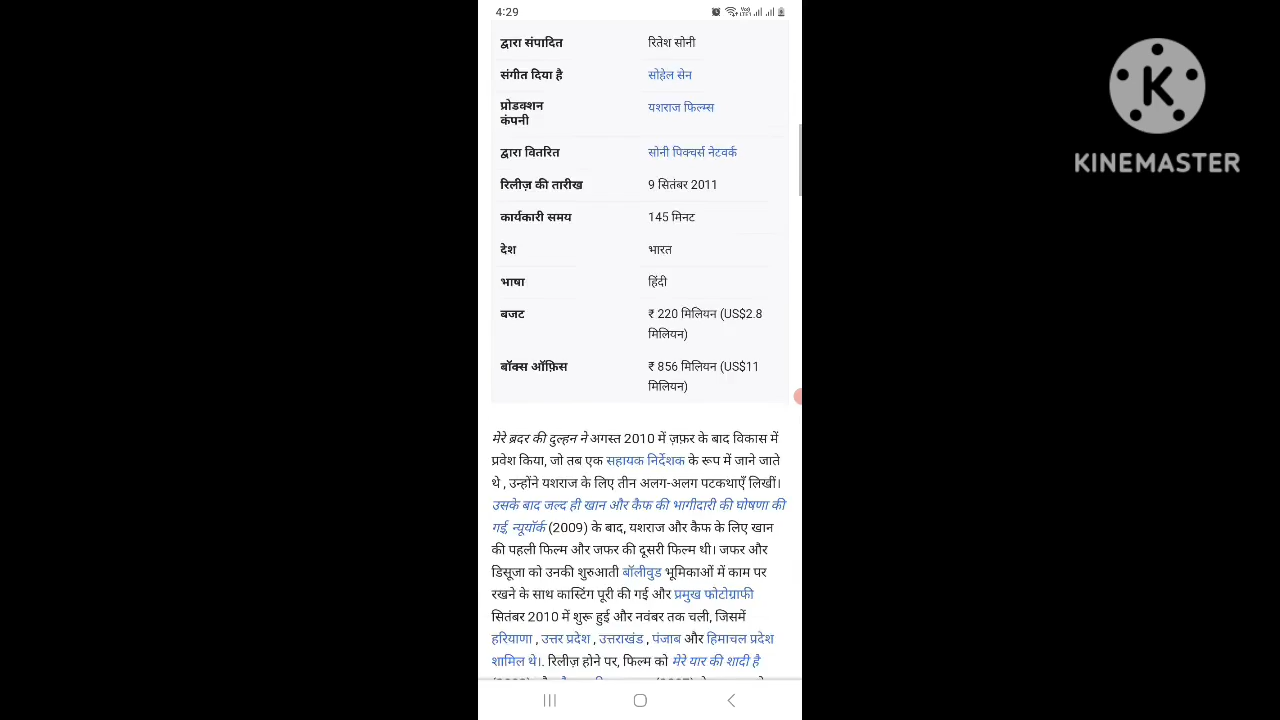 4:29
द्वारा संपादित रितेश सोनी
संगीत दिया है सोहेल सेन
प्रोडक्शन कंपनी यशराज फिल्म्स
द्वारा वितरित सोनी पिक्चर्स नेटवर्क
रिलीज़ की तारीख 9 सितंबर 2011
कार्यकारी समय 145 मिनट
देश भारत
भाषा हिंदी
बजट ₹ 220 मिलियन (US$2.8
मिलियन)
बॉक्स ऑफ़िस ₹ 856 मिलियन (US$11
मिलियन)
मेरे ब्रदर की दुल्हन ने अगस्त 2010 में ज़फ़र के बाद विकास में
प्रवेश किया, जो तब एक सहायक निर्देशक के रूप में जाने जाते
थे , उन्होंने यशराज के लिए तीन अलग-अलग पटकथाएँ लिखीं।
उसके बाद जल्द ही खान और कैफ की भागीदारी की घोषणा की
गई, न्यूयॉर्क (2009) के बाद, यशराज और कैफ के लिए खान
की पहली फिल्म और जफर की दूसरी फिल्म थी। जफर और
डिसूजा को उनकी शुरुआती बॉलीवुड भूमिकाओं में काम पर
रखने के साथ कास्टिंग पूरी की गई और प्रमुख फोटोग्राफी
सितंबर 2010 में शुरू हुई और नवंबर तक चली, जिसमें
हरियाणा , उत्तर प्रदेश , उत्तराखंड , पंजाब और हिमाचल प्रदेश
शामिल थे।. रिलीज़ होने पर, फिल्म को मेरे यार की शादी है
KINEMASTER